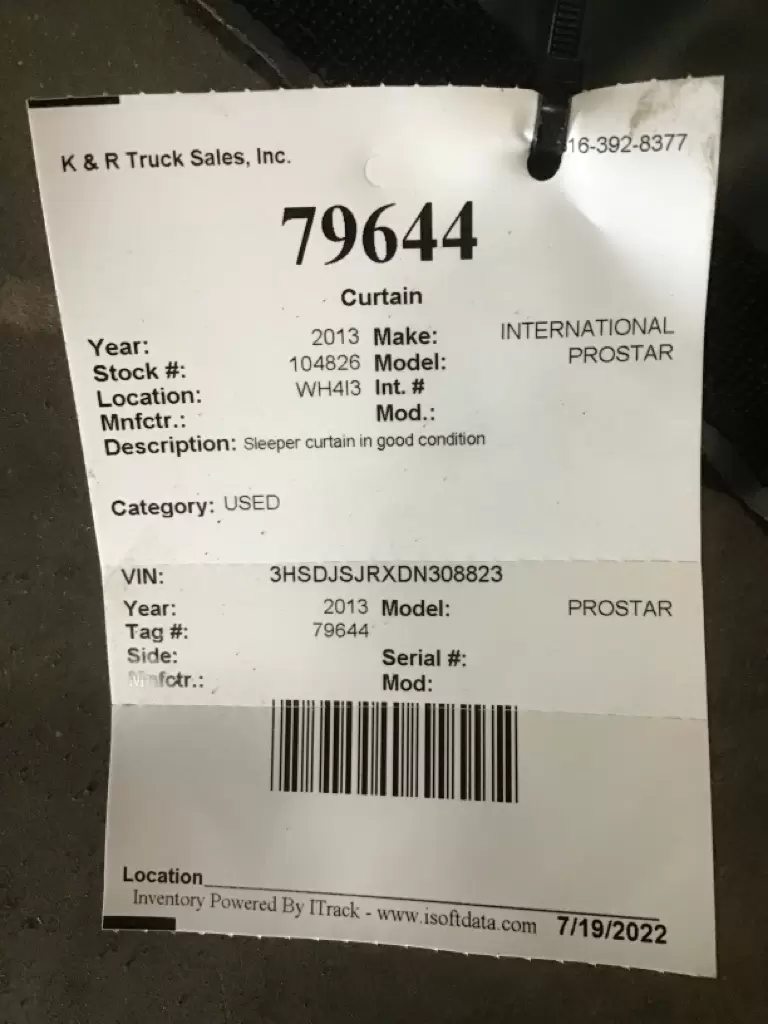 K & R Truck Sales, Inc. 16-392-8377
79644
Curtain
Year: 2013 Make: INTERNATIONAL
Stock #: 104826 Model: PROSTAR
Location: WH4I3 Int. #
Mnfctr.: Mod.:
Description: Sleeper curtain in good condition
Category: USED
VIN: 3HSDJSJRXDN308823
Year: 2013 Model: PROSTAR
Tag #: 79644
Side: Serial #:
Mnfctr.: Mod:
Location
Inventory Powered By ITrack - www.isoftdata.com 7/19/2022